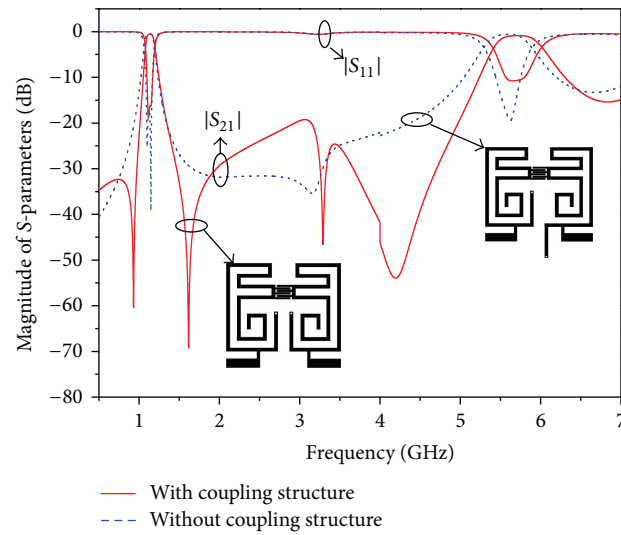 0
−10
−20
−30
−40
−50
−60
−70
−80
Magnitude of S-parameters (dB)
|S₁₁|
|S₂₁|
1 2 3 4 5 6 7
Frequency (GHz)
With coupling structure
Without coupling structure